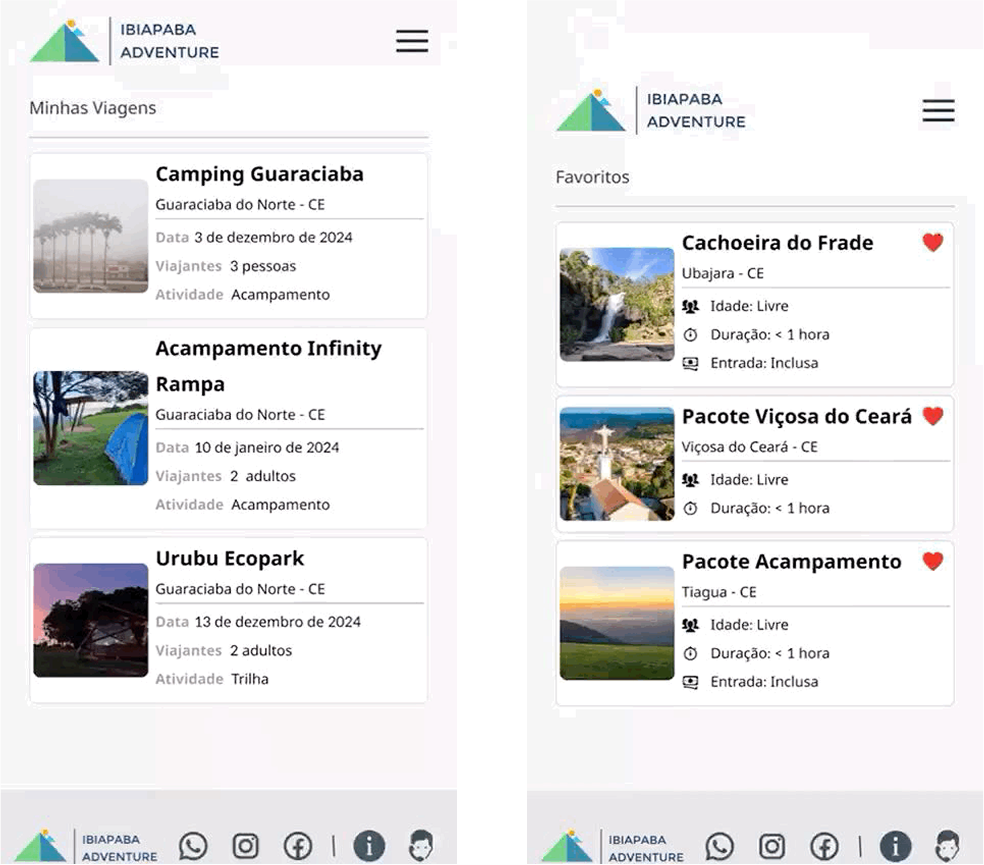 IBIAPABA
ADVENTURE
Minhas Viagens
Camping Guaraciaba
Guaraciaba do Norte - CE
Data 3 de dezembro de 2024
Viajantes 3 pessoas
Atividade Acampamento
Acampamento Infinity
Rampa
Guaraciaba do Norte - CE
Data 10 de janeiro de 2024
Viajantes 2 adultos
Atividade Acampamento
Urubu Ecopark
Guaraciaba do Norte - CE
Data 13 de dezembro de 2024
Viajantes 2 adultos
Atividade Trilha
IBIAPABA
ADVENTURE
IBIAPABA
ADVENTURE
Favoritos
Cachoeira do Frade
Ubajara - CE
Idade: Livre
Duração: < 1 hora
Entrada: Inclusa
Pacote Viçosa do Ceará
Viçosa do Ceará - CE
Idade: Livre
Duração: < 1 hora
Pacote Acampamento
Tiagua - CE
Idade: Livre
Duração: < 1 hora
Entrada: Inclusa
IBIAPABA
ADVENTURE